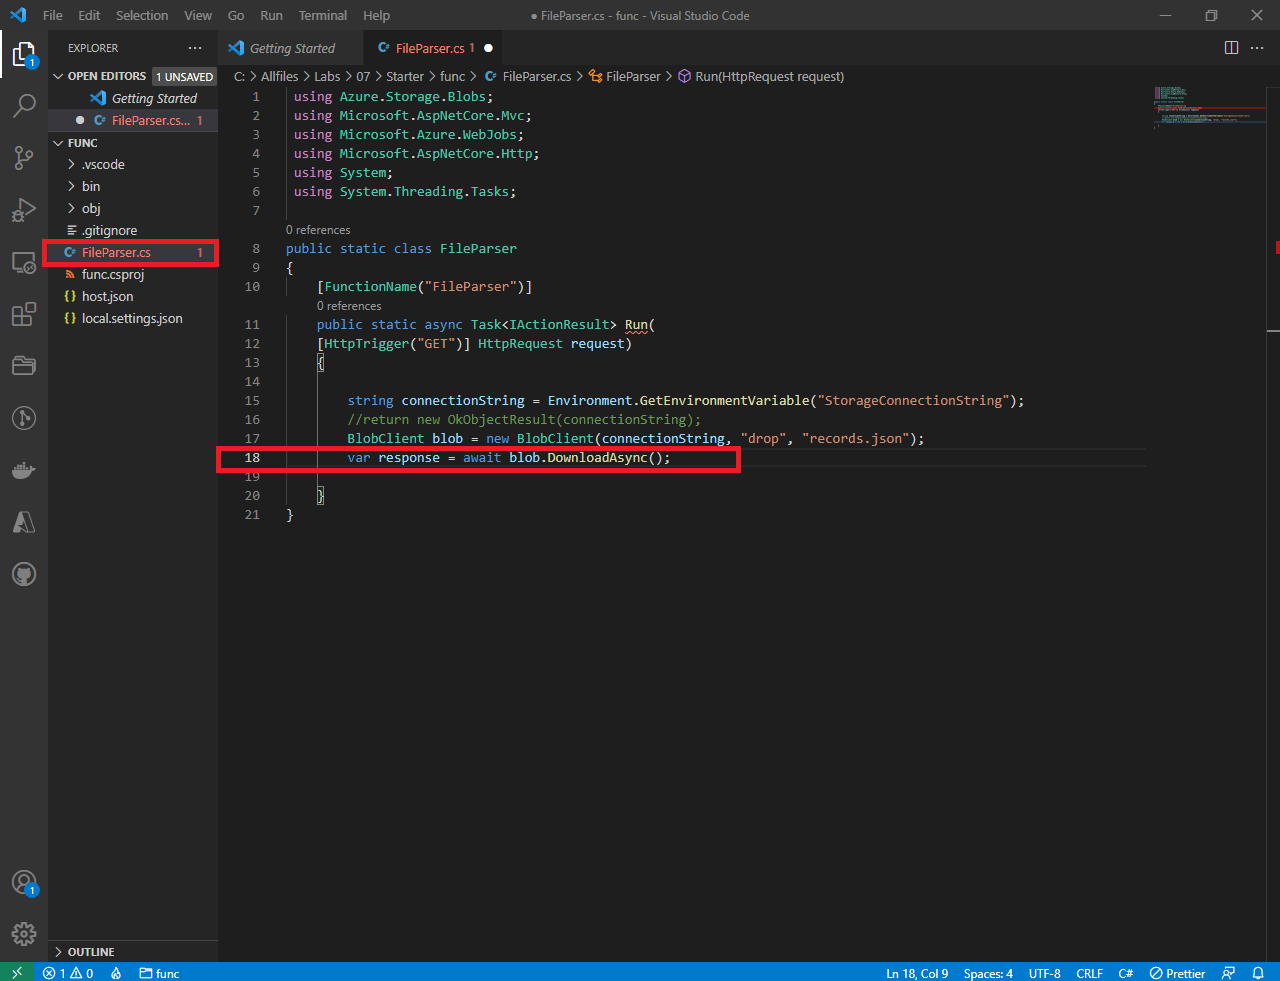 File Edit Selection View Go Run Terminal Help
● FileParser.cs - func - Visual Studio Code
1
EXPLORER ···
OPEN EDITORS 1 UNSAVED
Getting Started
FileParser.cs... 1
FUNC
.vscode
bin
obj
.gitignore
FileParser.cs 1
func.csproj
host.json
local.settings.json
OUTLINE
1
Getting Started
FileParser.cs 1
C: > Allfiles > Labs > 07 > Starter > func > FileParser.cs > FileParser > Run(HttpRequest request)
1 using Azure.Storage.Blobs;
2 using Microsoft.AspNetCore.Mvc;
3 using Microsoft.Azure.WebJobs;
4 using Microsoft.AspNetCore.Http;
5 using System;
6 using System.Threading.Tasks;
7
0 references
8 public static class FileParser
9 {
10 [FunctionName("FileParser")]
0 references
11 public static async Task<IActionResult> Run(
12 [HttpTrigger("GET")] HttpRequest request)
13 {
14
15 string connectionString = Environment.GetEnvironmentVariable("StorageConnectionString");
16 //return new OkObjectResult(connectionString);
17 BlobClient blob = new BlobClient(connectionString, "drop", "records.json");
18 var response = await blob.DownloadAsync();
19
20 }
21 }
1 0 func
Ln 18, Col 9 Spaces: 4 UTF-8 CRLF C# Prettier